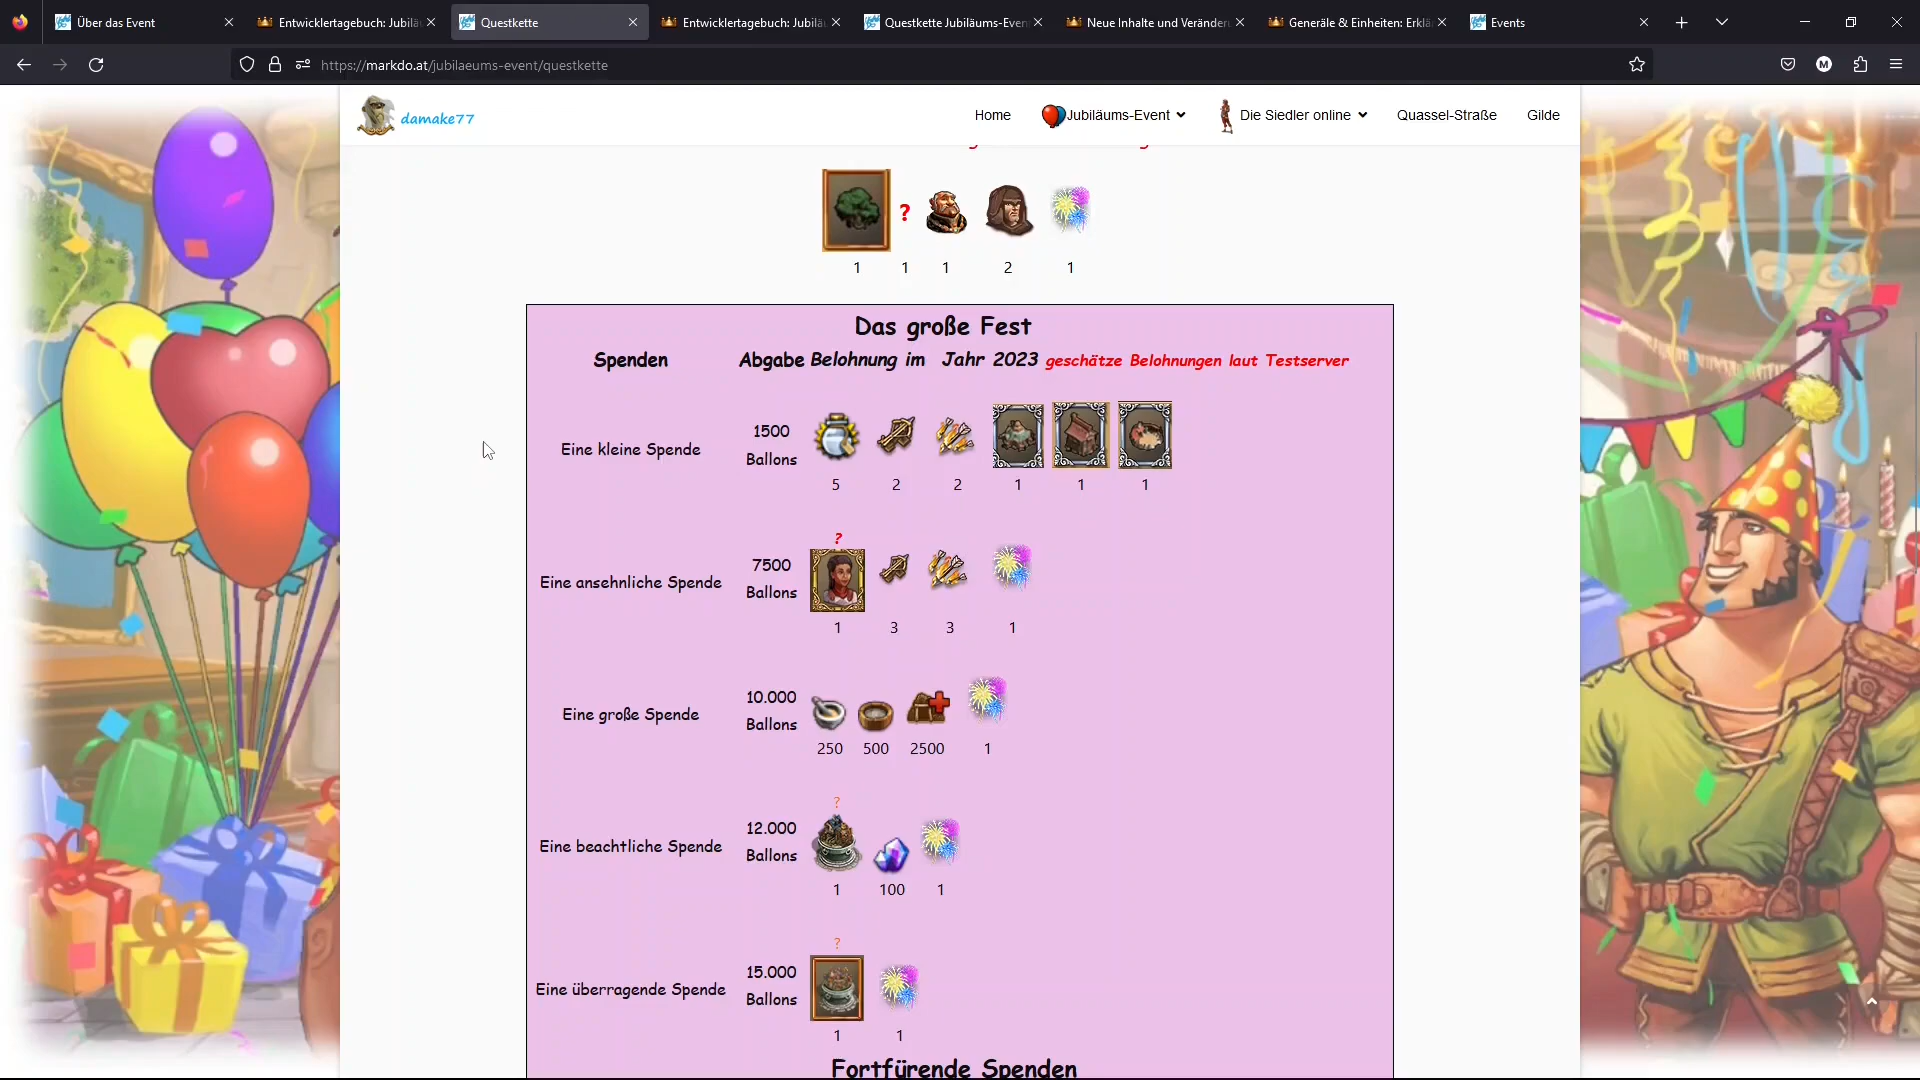 Über das Event
Entwicklertagebuch: Jubilä
Questkette
Entwicklertagebuch: Jubilä
Questkette Jubiläums-Even
Neue Inhalte und Veränder
Generäle & Einheiten: Erklä
Events
https://markdo.at/jubilaeums-event/questkette
M
damake77
Home
Jubiläums-Event
Die Siedler online
Quassel-Straße
Gilde
?
1 1 1 2 1
Das große Fest
Spenden Abgabe Belohnung im Jahr 2023 geschätze Belohnungen laut Testserver
Eine kleine Spende
1500
Ballons
5 2 2 1 1 1
?
Eine ansehnliche Spende
7500
Ballons
1 3 3 1
Eine große Spende
10.000
Ballons
250 500 2500 1
?
Eine beachtliche Spende
12.000
Ballons
1 100 1
?
Eine überragende Spende
15.000
Ballons
1 1
Fortfürende Spenden